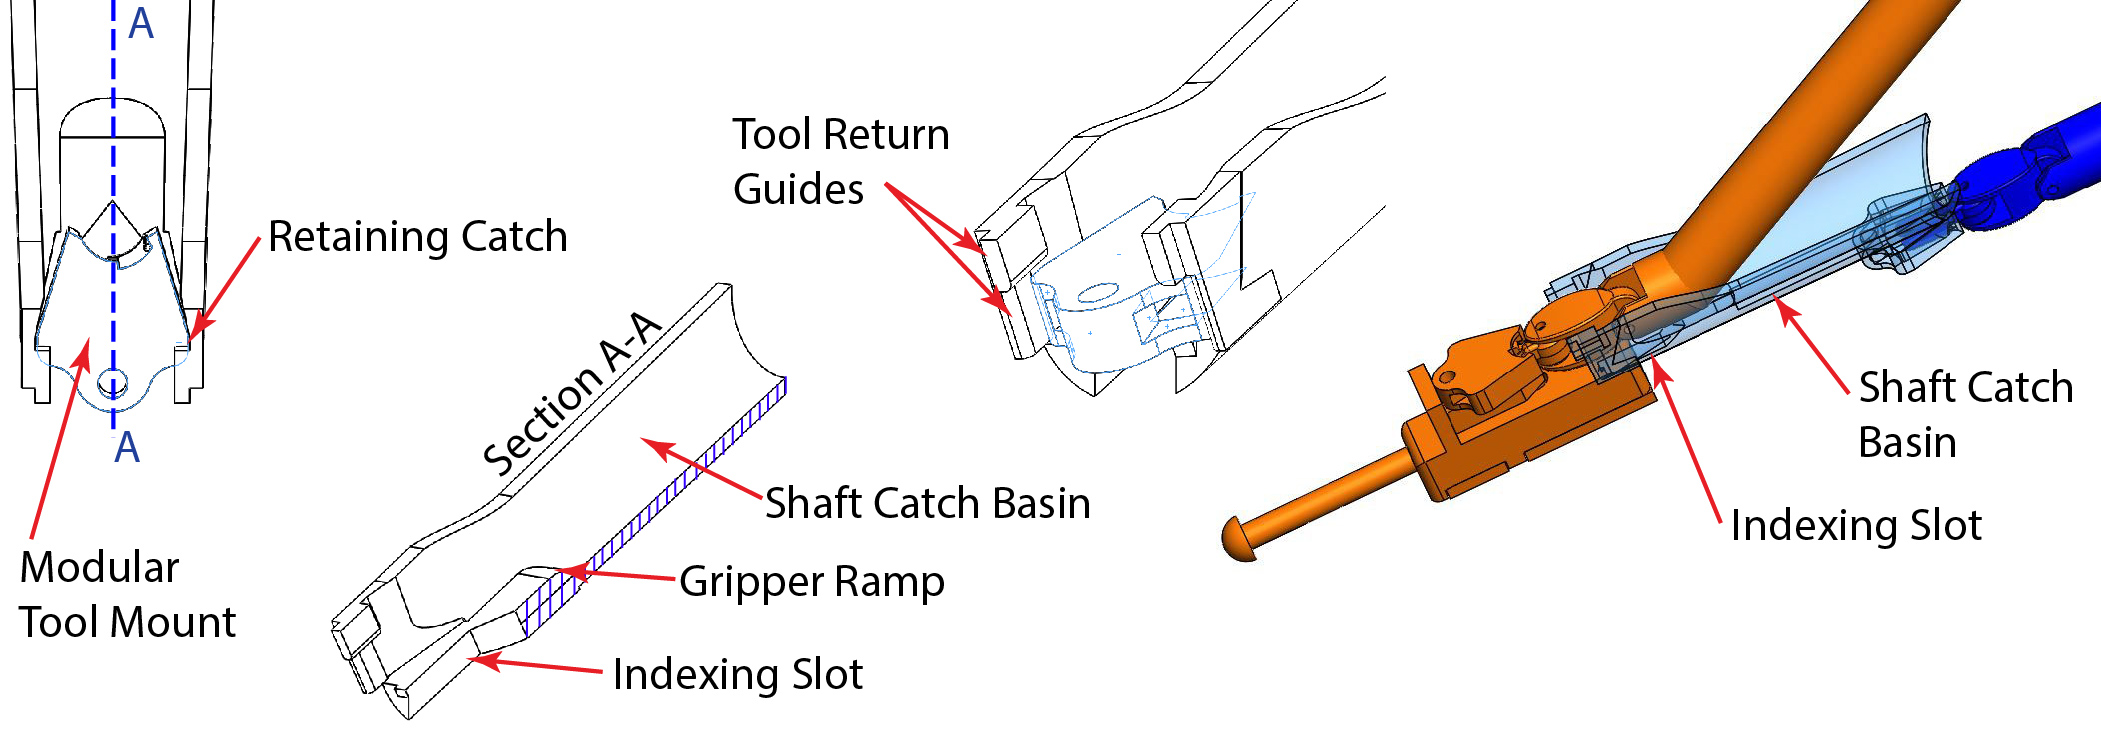 A
Retaining Catch
A
Modular
Tool Mount
Section A-A
Shaft Catch Basin
Gripper Ramp
Indexing Slot
Tool Return
Guides
Shaft Catch
Basin
Indexing Slot